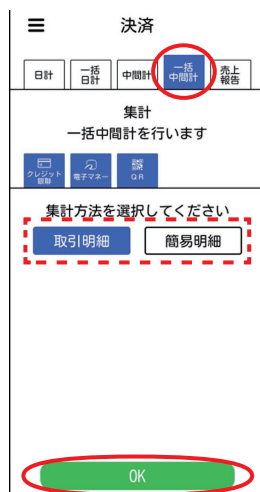 決済
日計 一括日計 中間計 一括中間計 売上報告
集計
一括中間計を行います
クレジット銀聯 電子マネー QR
集計方法を選択してください
取引明細 簡易明細
OK